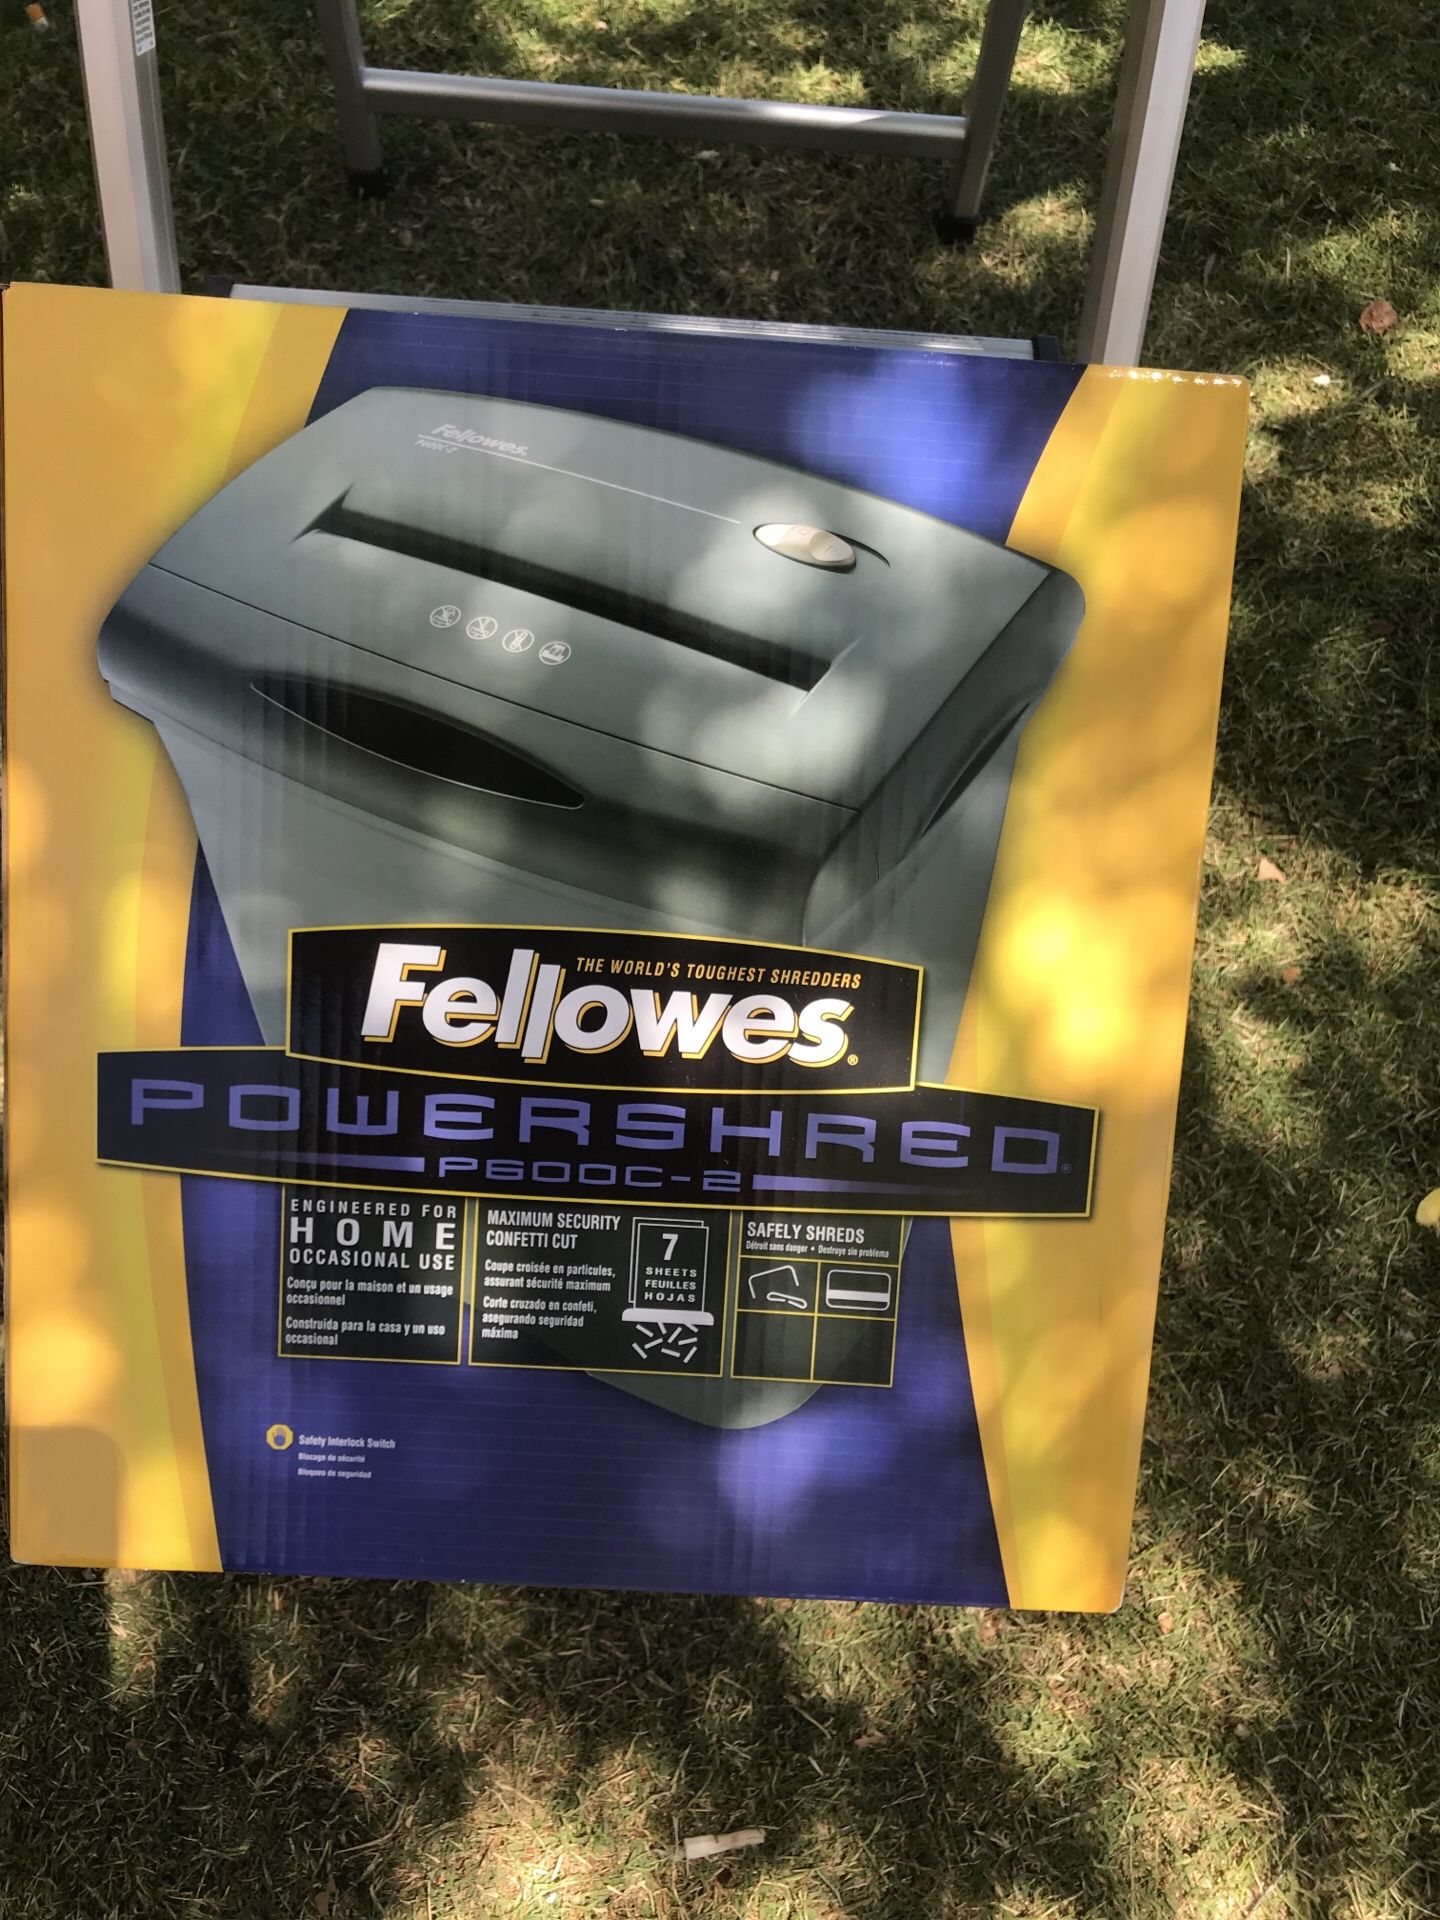 Fellowes.
P600C-2
THE WORLD'S TOUGHEST SHREDDERS
Fellowes®
POWERSHRED®
P600C-2
ENGINEERED FOR
HOME
OCCASIONAL USE
Conçu pour la maison et un usage
occasionnel
Construida para la casa y un uso
occasional
MAXIMUM SECURITY
CONFETTI CUT
Coupe croisée en particules,
assurant sécurité maximum
Corte cruzado en confeti,
asegurando seguridad
máxima
7
SHEETS
FEUILLES
HOJAS
SAFELY SHREDS
Détruit sans danger • Destruye sin problema
Safety Interlock Switch
Blocage de sécurité
Bloqueo de seguridad